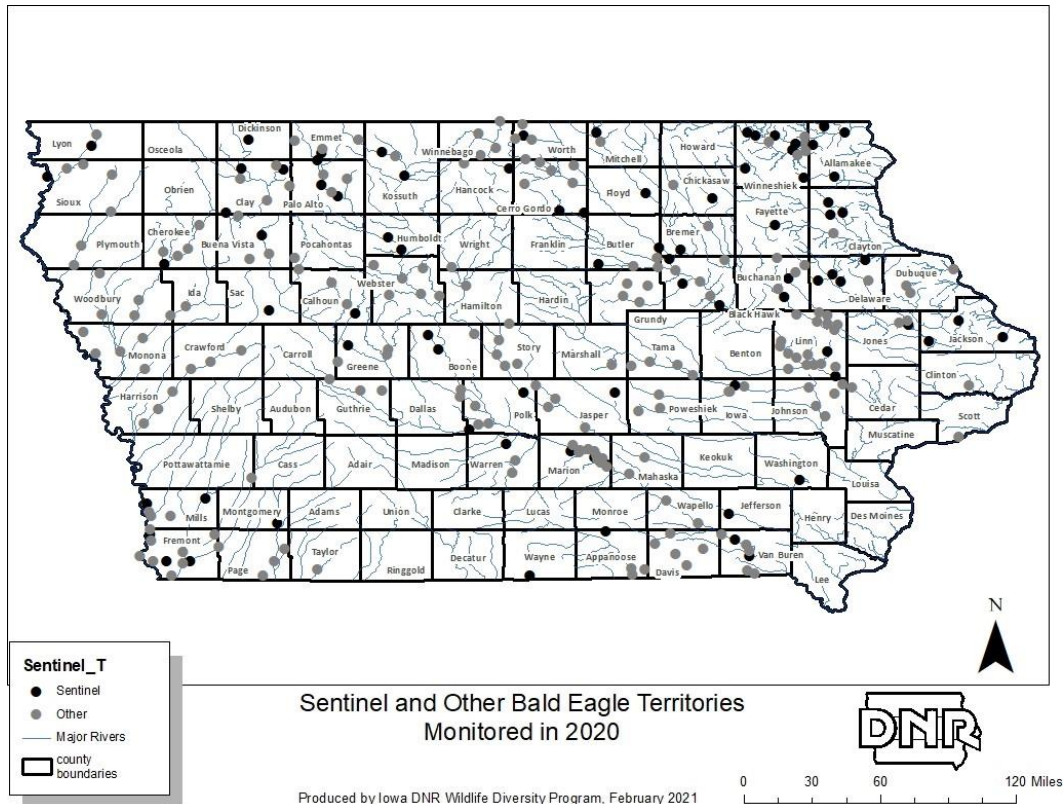 Lyon Osceola Dickinson Emmet Winnebago Worth Mitchell Howard Allamakee
Sioux Obrien Clay Palo Alto Kossuth Hancock Cerro Gordo Floyd Chickasaw Winneshiek
Plymouth Cherokee Buena Vista Pocahontas Humboldt Wright Franklin Butler Bremer Fayette Clayton
Woodbury Ida Sac Calhoun Webster Hamilton Hardin Grundy Black Hawk Buchanan Delaware Dubuque
Monona Crawford Carroll Greene Boone Story Marshall Tama Benton Linn Jones Jackson
Harrison Shelby Audubon Guthrie Dallas Polk Jasper Poweshiek Iowa Johnson Cedar Clinton
Scott
Muscatine
Pottawattamie Cass Adair Madison Warren Marion Mahaska Keokuk Washington Louisa
Mills Montgomery Adams Union Clarke Lucas Monroe Wapello Jefferson Henry Des Moines
Fremont Page Taylor Ringgold Decatur Wayne Appanoose Davis Van Buren Lee
N
Sentinel_T
Sentinel
Other
Major Rivers
county
boundaries
Sentinel and Other Bald Eagle Territories
Monitored in 2020
DNR
0 30 60 120 Miles
Produced by Iowa DNR Wildlife Diversity Program, February 2021